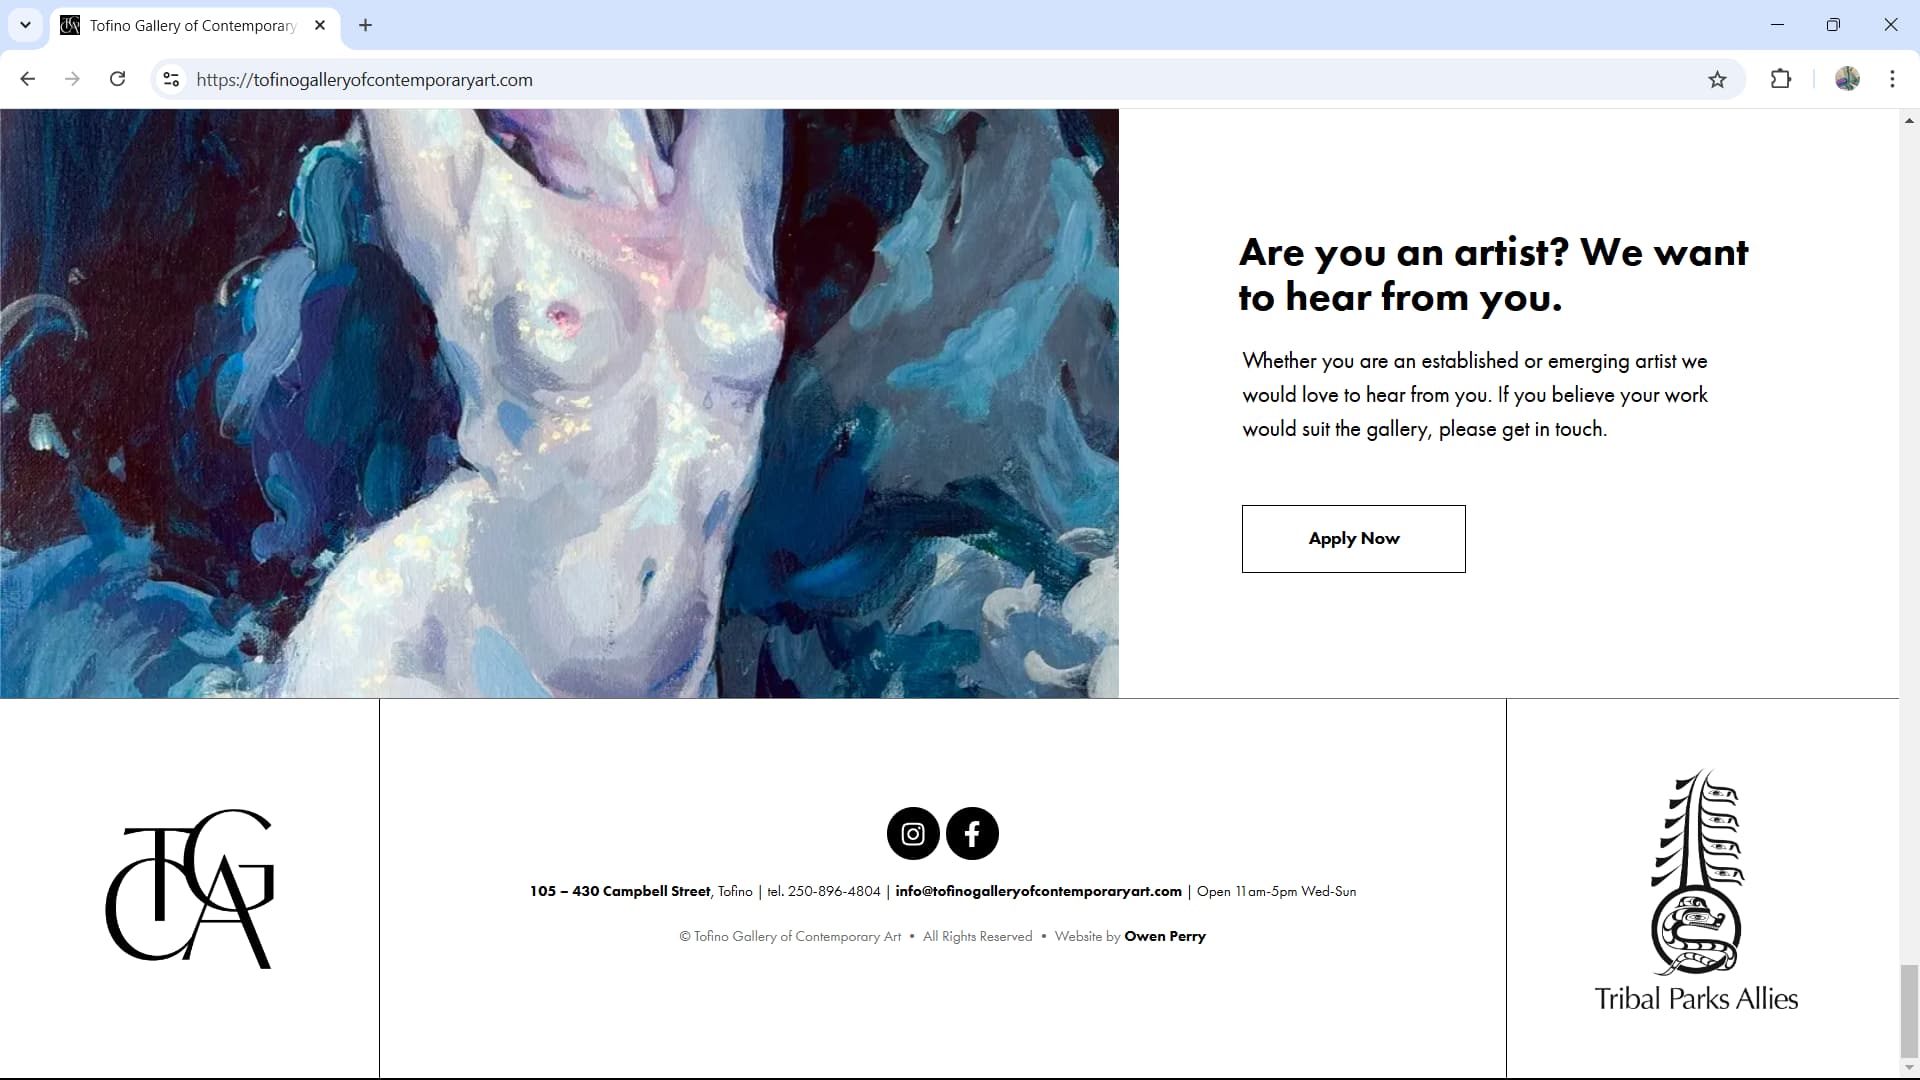 Tofino Gallery of Contemporary
https://tofinogalleryofcontemporaryart.com
Are you an artist? We want
to hear from you.
Whether you are an established or emerging artist we
would love to hear from you. If you believe your work
would suit the gallery, please get in touch.
Apply Now
TGCA
105 – 430 Campbell Street, Tofino | tel. 250-896-4804 | info@tofinogalleryofcontemporaryart.com | Open 11am-5pm Wed-Sun
© Tofino Gallery of Contemporary Art • All Rights Reserved • Website by Owen Perry
Tribal Parks Allies